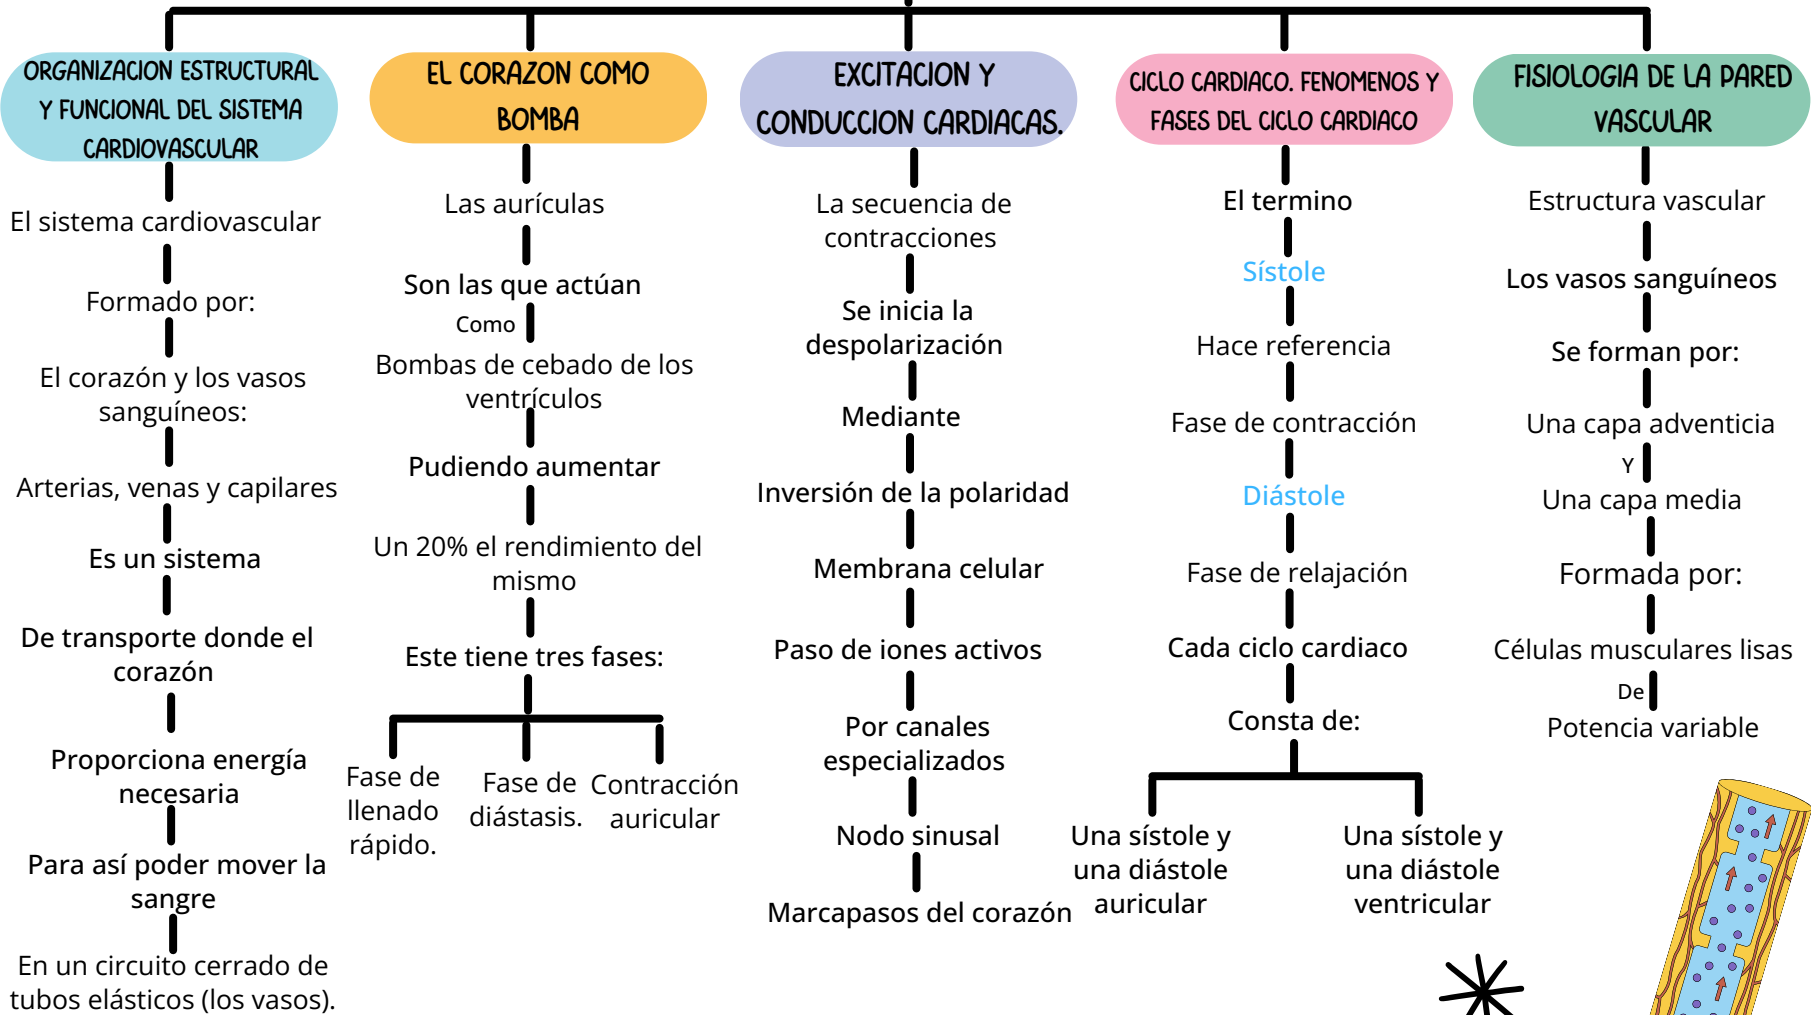 ORGANIZACION ESTRUCTURAL
Y FUNCIONAL DEL SISTEMA
CARDIOVASCULAR
El sistema cardiovascular
Formado por:
El corazón y los vasos
sanguíneos:
Arterias, venas y capilares
Es un sistema
De transporte donde el
corazón
Proporciona energía
necesaria
Para así poder mover la
sangre
En un circuito cerrado de
tubos elásticos (los vasos).
EL CORAZON COMO
BOMBA
Las aurículas
Son las que actúan
Como
Bombas de cebado de los
ventrículos
Pudiendo aumentar
Un 20% el rendimiento del
mismo
Este tiene tres fases:
Fase de
llenado
rápido.
Fase de
diástasis.
Contracción
auricular
EXCITACION Y
CONDUCCION CARDIACAS.
La secuencia de
contracciones
Se inicia la
despolarización
Mediante
Inversión de la polaridad
Membrana celular
Paso de iones activos
Por canales
especializados
Nodo sinusal
Marcapasos del corazón
CICLO CARDIACO. FENOMENOS Y
FASES DEL CICLO CARDIACO
El termino
Sístole
Hace referencia
Fase de contracción
Diástole
Fase de relajación
Cada ciclo cardiaco
Consta de:
Una sístole y
una diástole
auricular
Una sístole y
una diástole
ventricular
FISIOLOGIA DE LA PARED
VASCULAR
Estructura vascular
Los vasos sanguíneos
Se forman por:
Una capa adventicia
Y
Una capa media
Formada por:
Células musculares lisas
De
Potencia variable